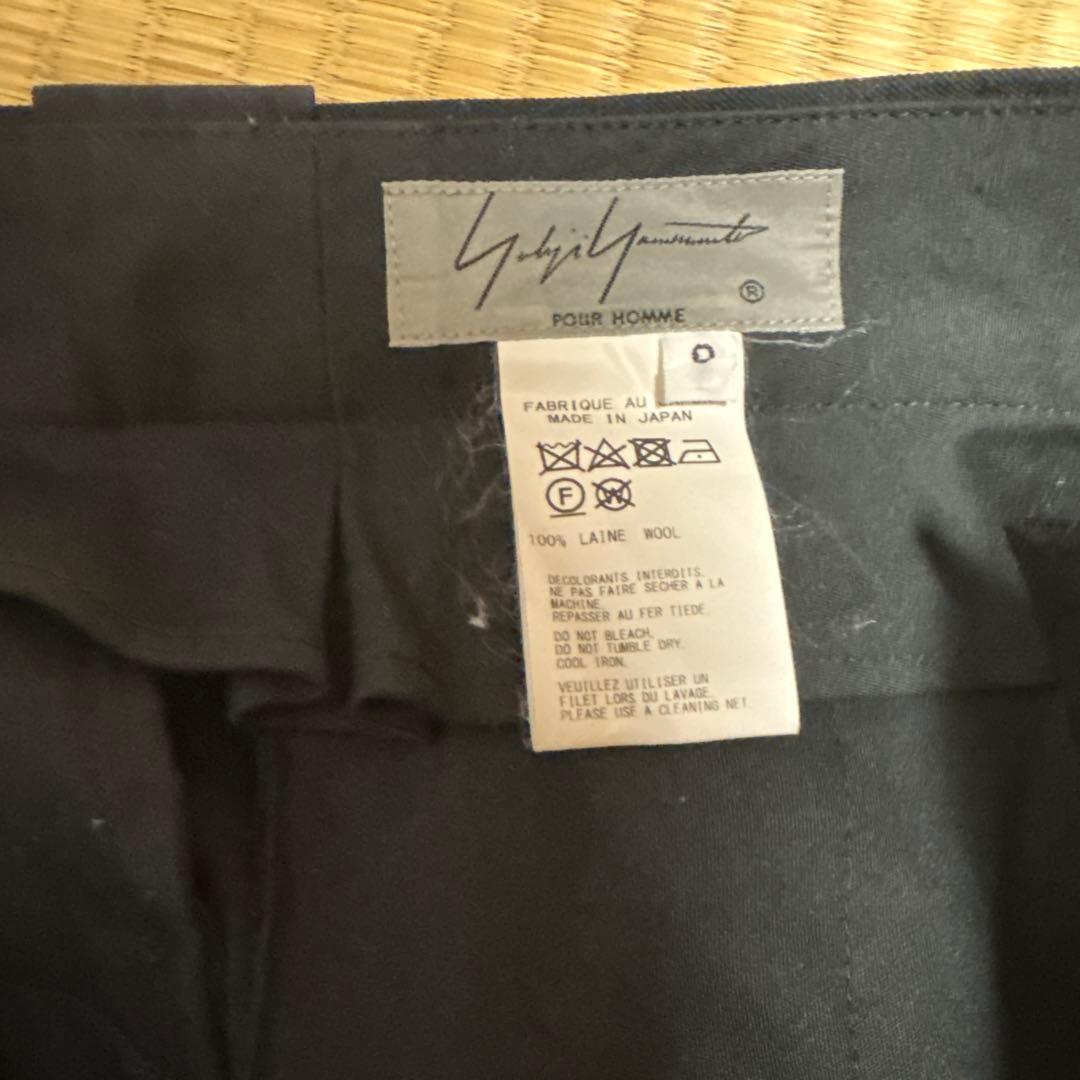 Yohji Yamamoto
®
POUR HOMME
O
FABRIQUE AU
MADE IN JAPAN
F
W
100% LAINE WOOL
DECOLORANTS INTERDITS.
NE PAS FAIRE SECHER A LA
MACHINE.
REPASSER AU FER TIEDE.
DO NOT BLEACH.
DO NOT TUMBLE DRY.
COOL IRON.
VEUILLEZ UTILISER UN
FILET LORS DU LAVAGE.
PLEASE USE A CLEANING NET.